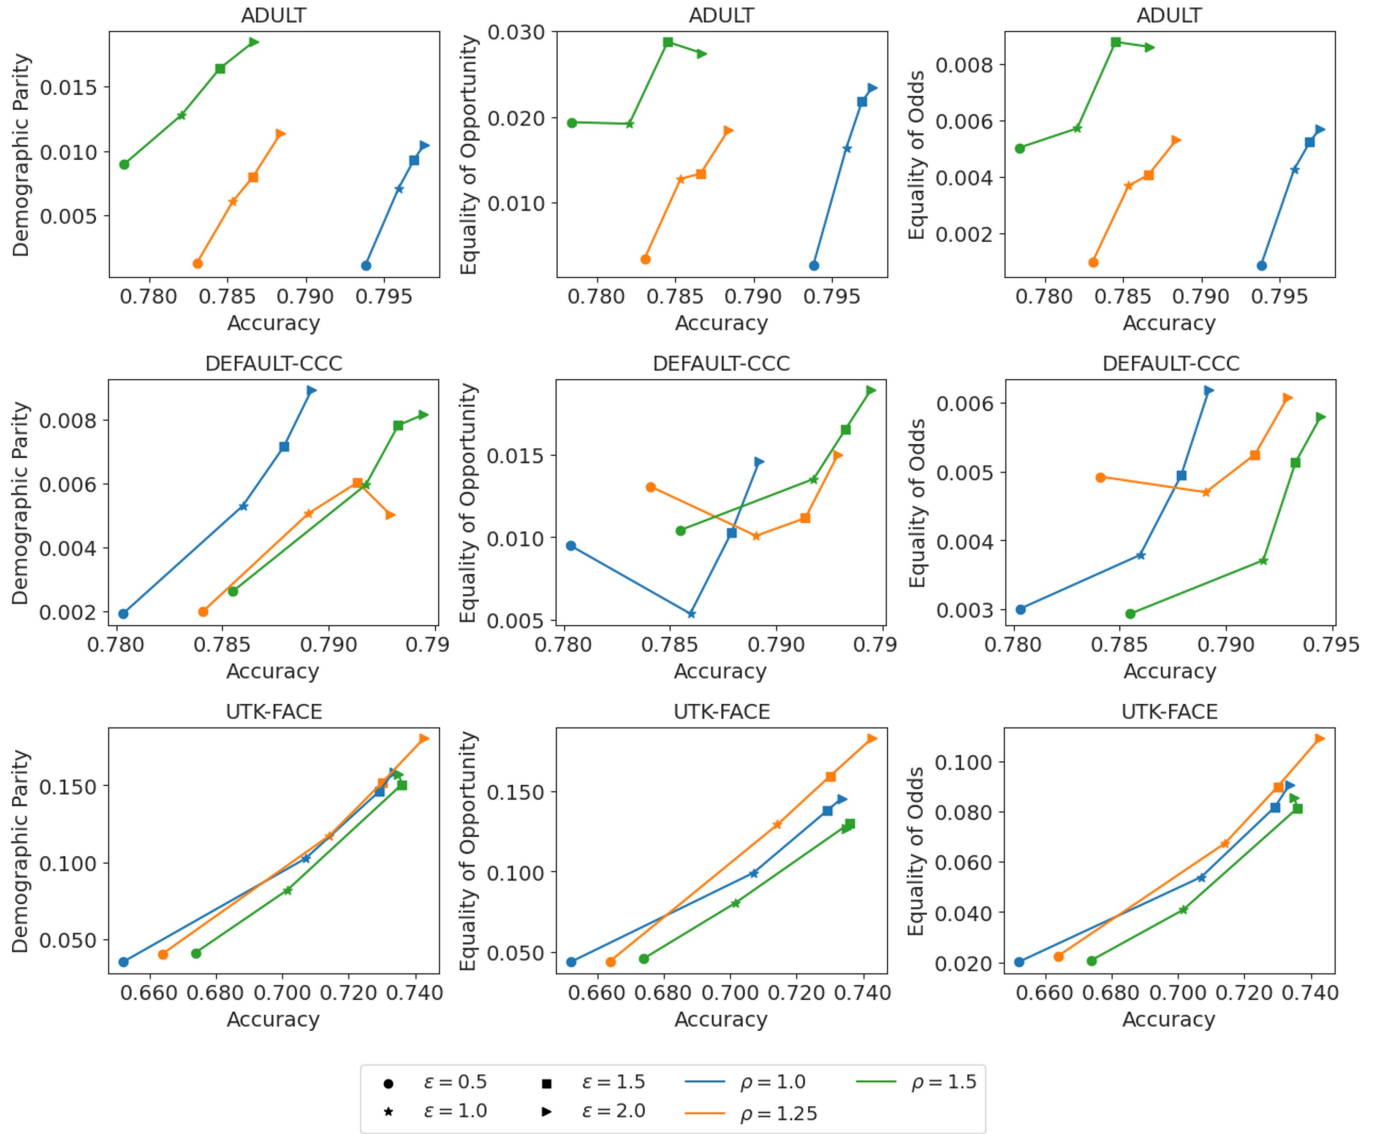 ADULT
Demographic Parity
0.015
0.010
0.005
0.780 0.785 0.790 0.795
Accuracy
ADULT
Equality of Opportunity
0.030
0.020
0.010
0.780 0.785 0.790 0.795
Accuracy
ADULT
Equality of Odds
0.008
0.006
0.004
0.002
0.780 0.785 0.790 0.795
Accuracy
DEFAULT-CCC
Demographic Parity
0.008
0.006
0.004
0.002
0.780 0.785 0.790 0.79
Accuracy
DEFAULT-CCC
Equality of Opportunity
0.015
0.010
0.005
0.780 0.785 0.790 0.79
Accuracy
DEFAULT-CCC
Equality of Odds
0.006
0.005
0.004
0.003
0.780 0.785 0.790 0.795
Accuracy
UTK-FACE
Demographic Parity
0.150
0.100
0.050
0.660 0.680 0.700 0.720 0.740
Accuracy
UTK-FACE
Equality of Opportunity
0.150
0.100
0.050
0.660 0.680 0.700 0.720 0.740
Accuracy
UTK-FACE
Equality of Odds
0.100
0.080
0.060
0.040
0.020
0.660 0.680 0.700 0.720 0.740
Accuracy
ε = 0.5 ε = 1.5 ρ = 1.0 ρ = 1.5
ε = 1.0 ε = 2.0 ρ = 1.25